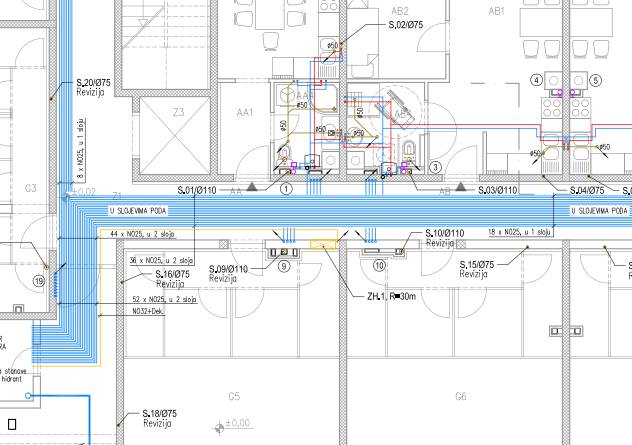 AB2
S.02/Ø75
AB1
ø50
ø50
S.20/Ø75
Revizija
4
5
Z3
AA1
ø50
ø50
ø50
ø50
8 x NO25, u 1 sloju
G3
3
S.01/Ø110
AA
1
AB
S.03/Ø110
S.04/Ø75
±0,02
Z1
U SLOJEVIMA PODA
U SLOJEVIMA PODA
44 x NO25, u 2 sloja
S.10/Ø110
Revizija
18 x NO25, u 1 sloju
36 x NO25, u 2 sloja
S.16/Ø75
Revizija
S.09/Ø110
Revizija
9
10
S.15/Ø75
Revizija
19
52 x NO25, u 2 sloja
NO32+Dek.
ZH.1, R=30m
a stanove
hidrant
G5
G6
S.18/Ø75
Revizija
±0,00